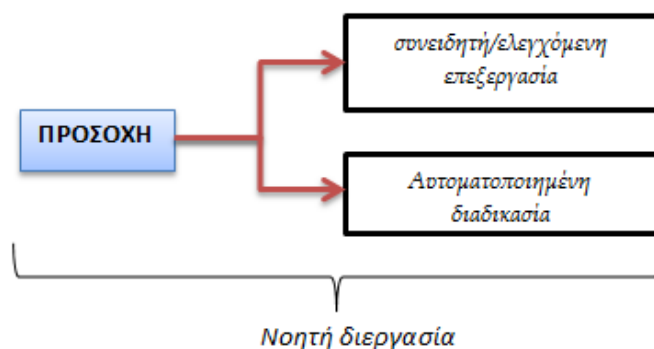 συνειδητή/ελεγχόμενη
επεξεργασία
ΠΡΟΣΟΧΗ
Αυτοματοποιημένη
διαδικασία
Νοητή διεργασία